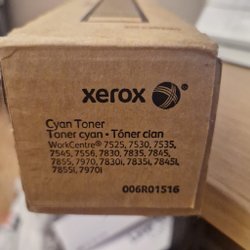 xerox
Cyan Toner
Toner cyan • Tóner cian
WorkCentre® 7525, 7530, 7535,
7545, 7556, 7830, 7835, 7845,
7855, 7970, 7830i, 7835i, 7845i,
7855i, 7970i
006R01516